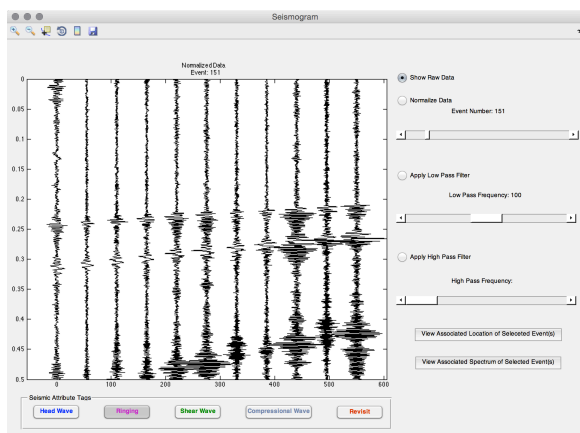 Seismogram
Normalized Data
Event: 151
0
0.05
0.1
0.15
0.2
0.25
0.3
0.35
0.4
0.45
0.5
0
100
200
300
400
500
600
Show Raw Data
Normailze Data
Event Number: 151
Apply Low Pass Filter
Low Pass Frequency: 100
Apply High Pass Filter
High Pass Frequency:
View Associated Location of Seleceted Event(s)
View Associated Spectrum of Selected Event(s)
Seismic Attribute Tags
Head Wave
Ringing
Shear Wave
Compressional Wave
Revisit